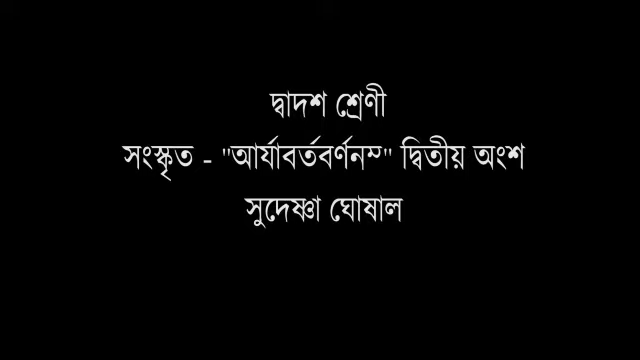 দ্বাদশ শ্রেণী
সংস্কৃত - "আর্যাবর্তবর্ণনম্" দ্বিতীয় অংশ
সুদেষ্ণা ঘোষাল